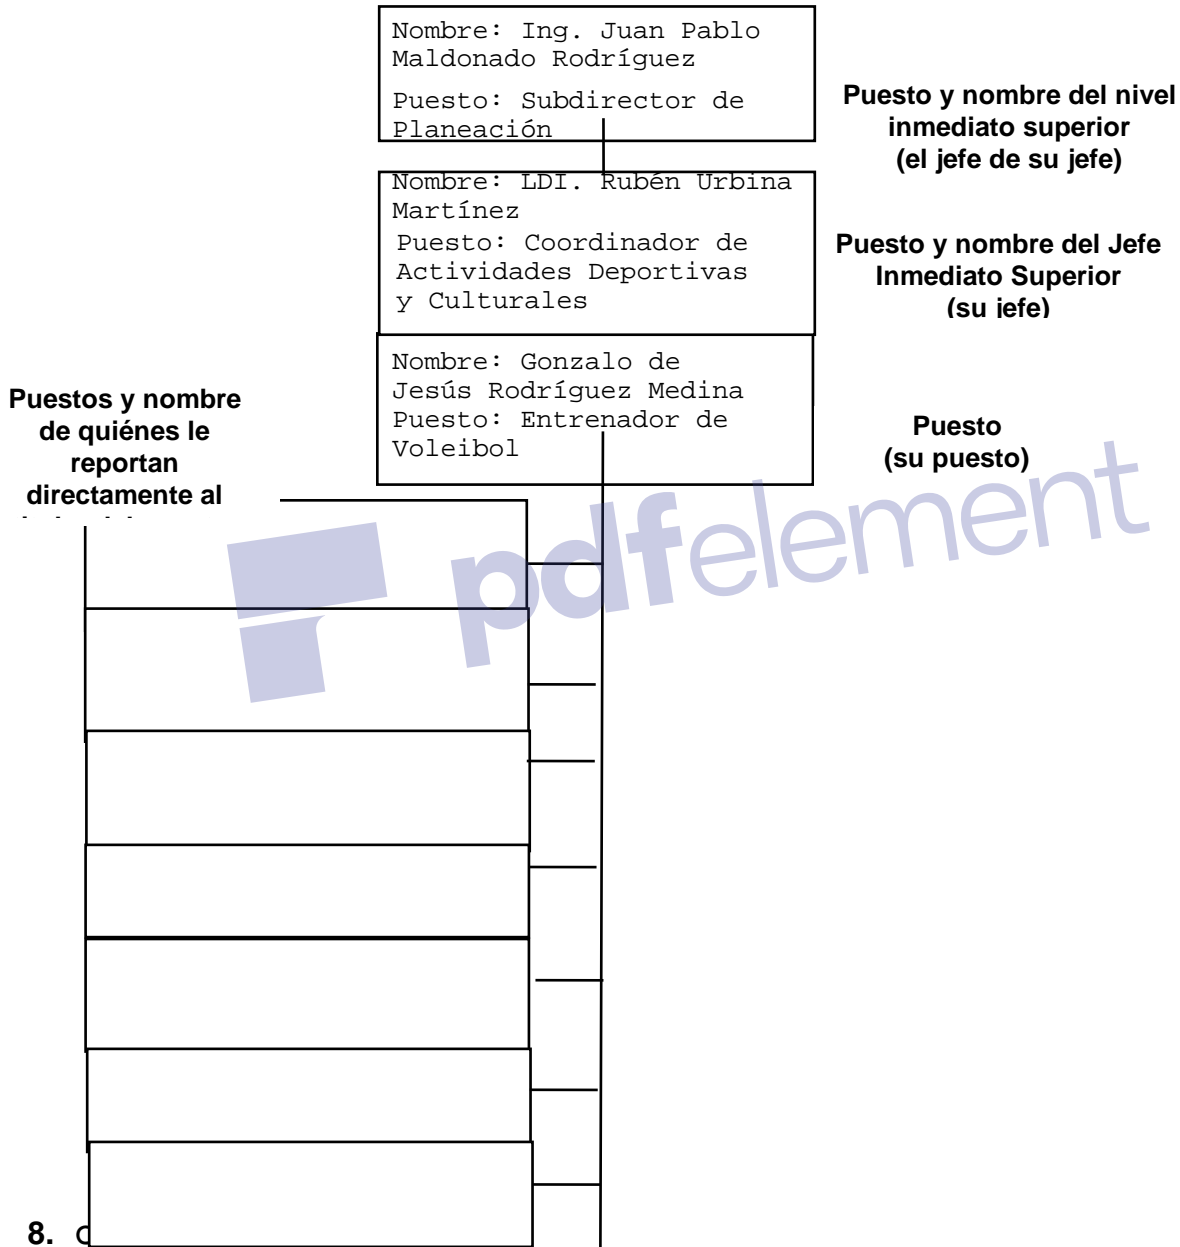 Nombre: Ing. Juan Pablo
Maldonado Rodríguez
Puesto: Subdirector de
Planeación
Puesto y nombre del nivel
inmediato superior
(el jefe de su jefe)
Nombre: LDI. Rubén Urbina
Martínez
Puesto: Coordinador de
Actividades Deportivas
y Culturales
Puesto y nombre del Jefe
Inmediato Superior
(su jefe)
Nombre: Gonzalo de
Jesús Rodríguez Medina
Puesto: Entrenador de
Voleibol
Puesto
(su puesto)
Puestos y nombre
de quiénes le
reportan
directamente al
pdfelement
8.